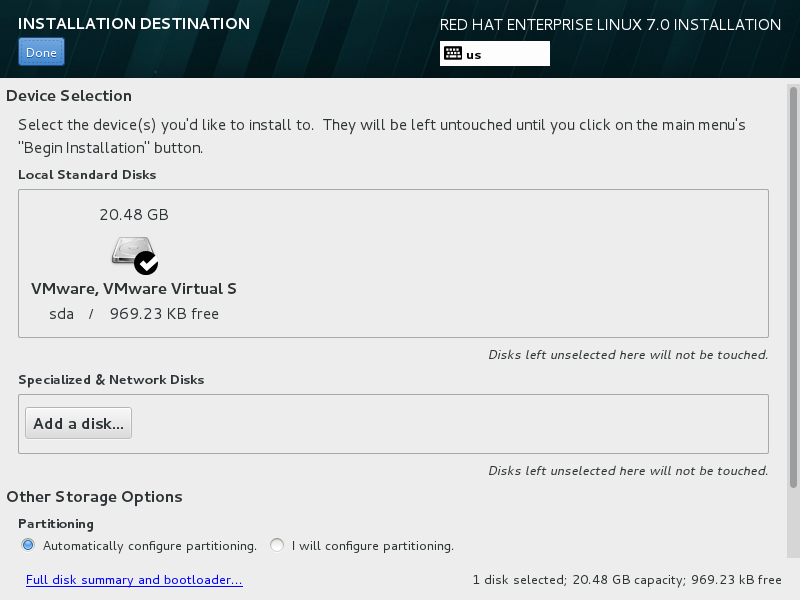 INSTALLATION DESTINATION
RED HAT ENTERPRISE LINUX 7.0 INSTALLATION
Done
us
Device Selection
Select the device(s) you'd like to install to.  They will be left untouched until you click on the main menu's
"Begin Installation" button.
Local Standard Disks
20.48 GB
VMware, VMware Virtual S
sda / 969.23 KB free
Disks left unselected here will not be touched.
Specialized & Network Disks
Add a disk...
Disks left unselected here will not be touched.
Other Storage Options
Partitioning
Automatically configure partitioning. I will configure partitioning.
Full disk summary and bootloader... 1 disk selected; 20.48 GB capacity; 969.23 kB free